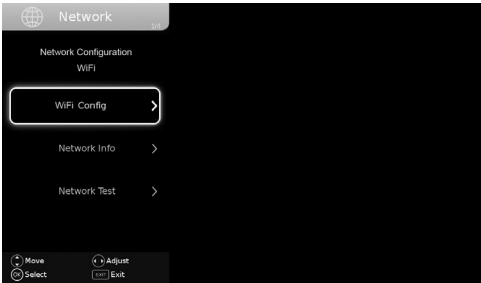 Network
1/4
Network Configuration
WiFi
WiFi Config
Network Info
Network Test
Move
Adjust
OK Select
EXIT Exit